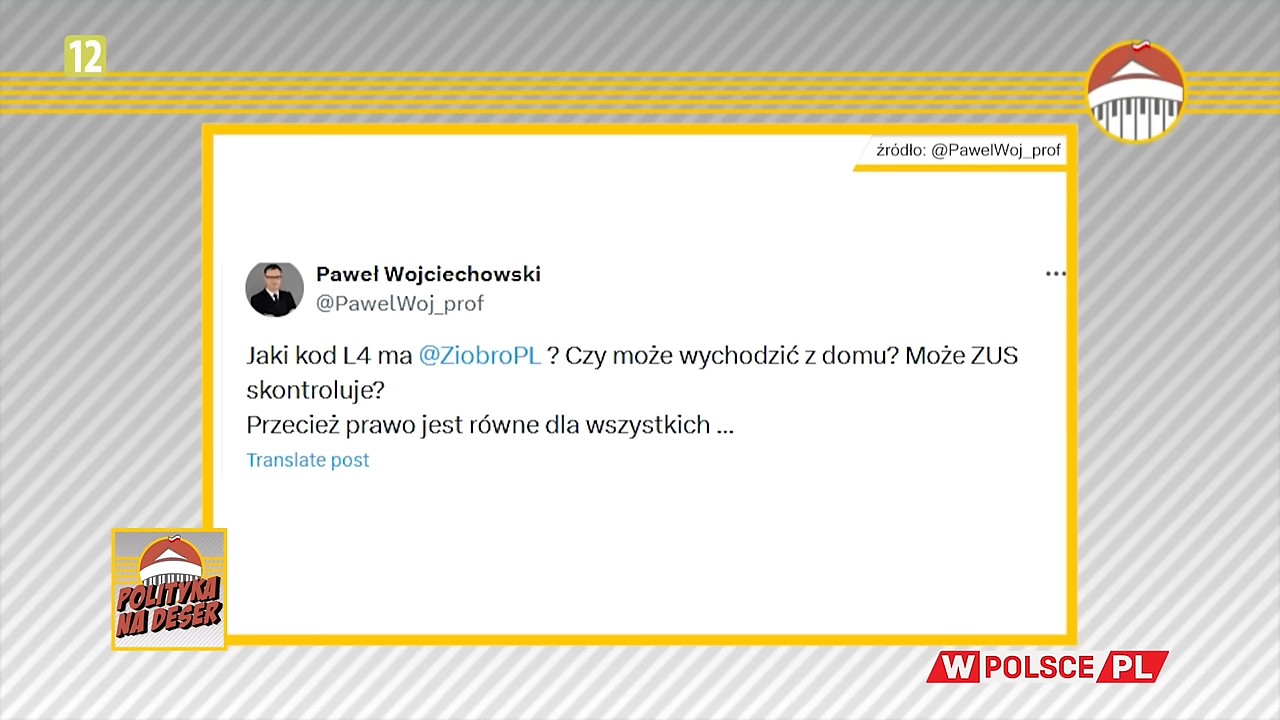 12
źródło: @PawelWoj_prof
Paweł Wojciechowski
@PawelWoj_prof
Jaki kod L4 ma @ZiobroPL ? Czy może wychodzić z domu? Może ZUS
skontroluje?
Przecież prawo jest równe dla wszystkich ...
Translate post
POLITYKA
NA DESER
WPOLSCE PL